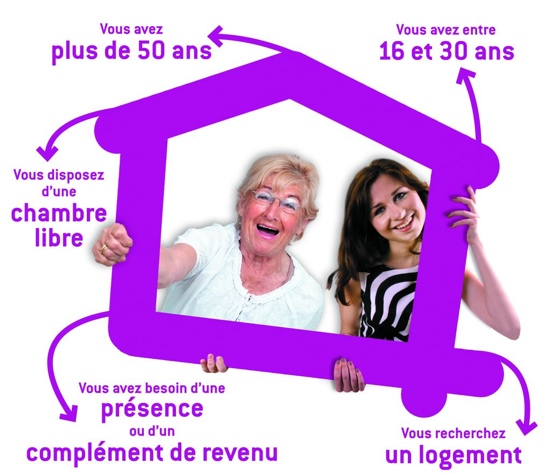 Vous avez
plus de 50 ans
Vous avez entre
16 et 30 ans
Vous disposez
d'une
chambre
libre
Vous avez besoin d'une
présence
ou d'un
complément de revenu
Vous recherchez
un logement